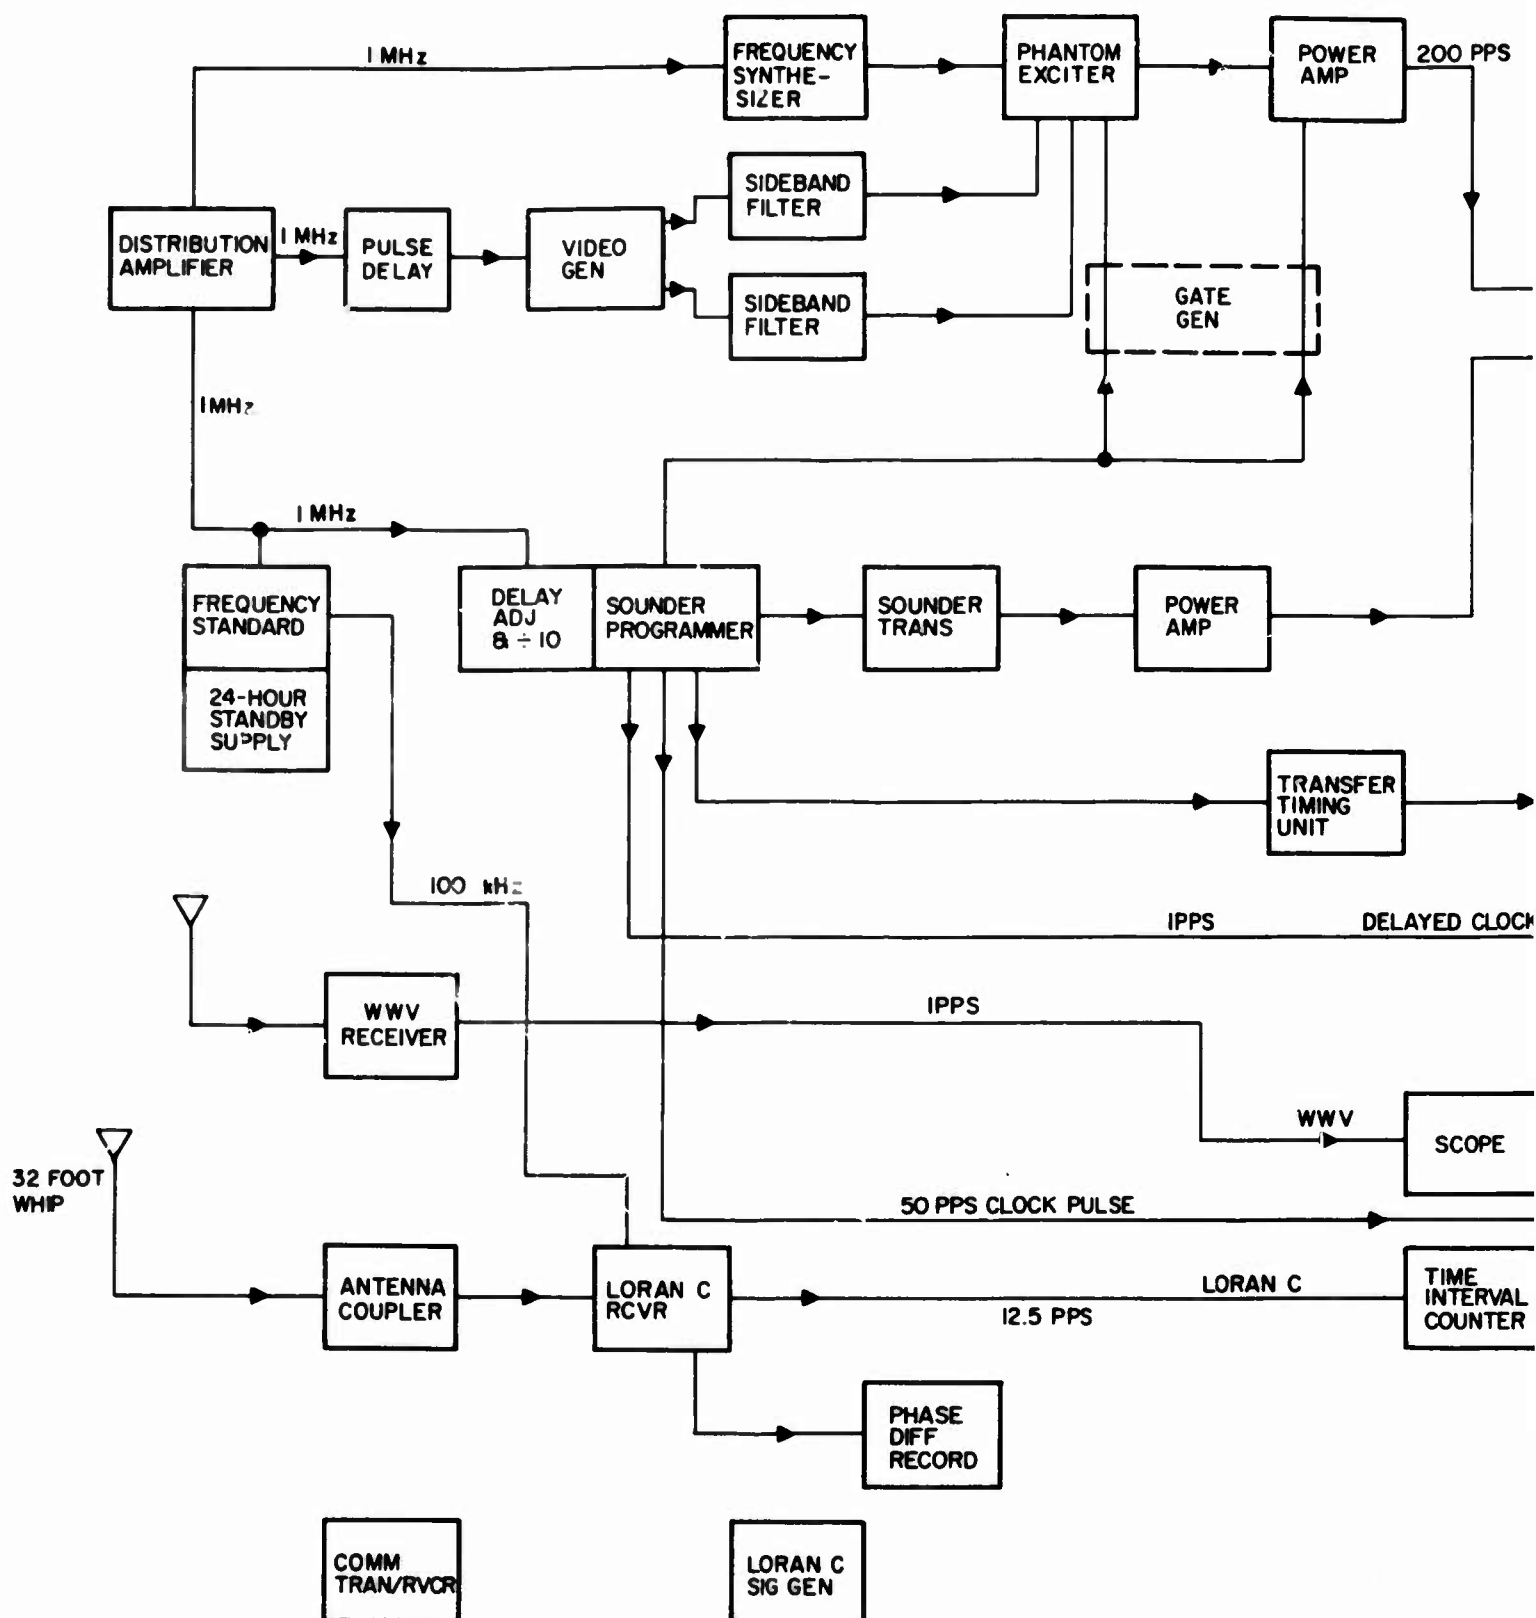 1 MHz
FREQUENCY
SYNTHE-
SIZER
PHANTOM
EXCITER
POWER
AMP
200 PPS
SIDEBAND
FILTER
DISTRIBUTION
AMPLIFIER
1 MHz
PULSE
DELAY
VIDEO
GEN
SIDEBAND
FILTER
GATE
GEN
1MHz
1 MHz
FREQUENCY
STANDARD
24-HOUR
STANDBY
SUPPLY
DELAY
ADJ
& ÷ 10
SOUNDER
PROGRAMMER
SOUNDER
TRANS
POWER
AMP
TRANSFER
TIMING
UNIT
100 kHz
1PPS
DELAYED CLOCK
WWV
RECEIVER
1PPS
WWV
SCOPE
32 FOOT
WHIP
50 PPS CLOCK PULSE
ANTENNA
COUPLER
LORAN C
RCVR
LORAN C
12.5 PPS
TIME
INTERVAL
COUNTER
PHASE
DIFF
RECORD
COMM
TRAN/RVCR
LORAN C
SIG GEN